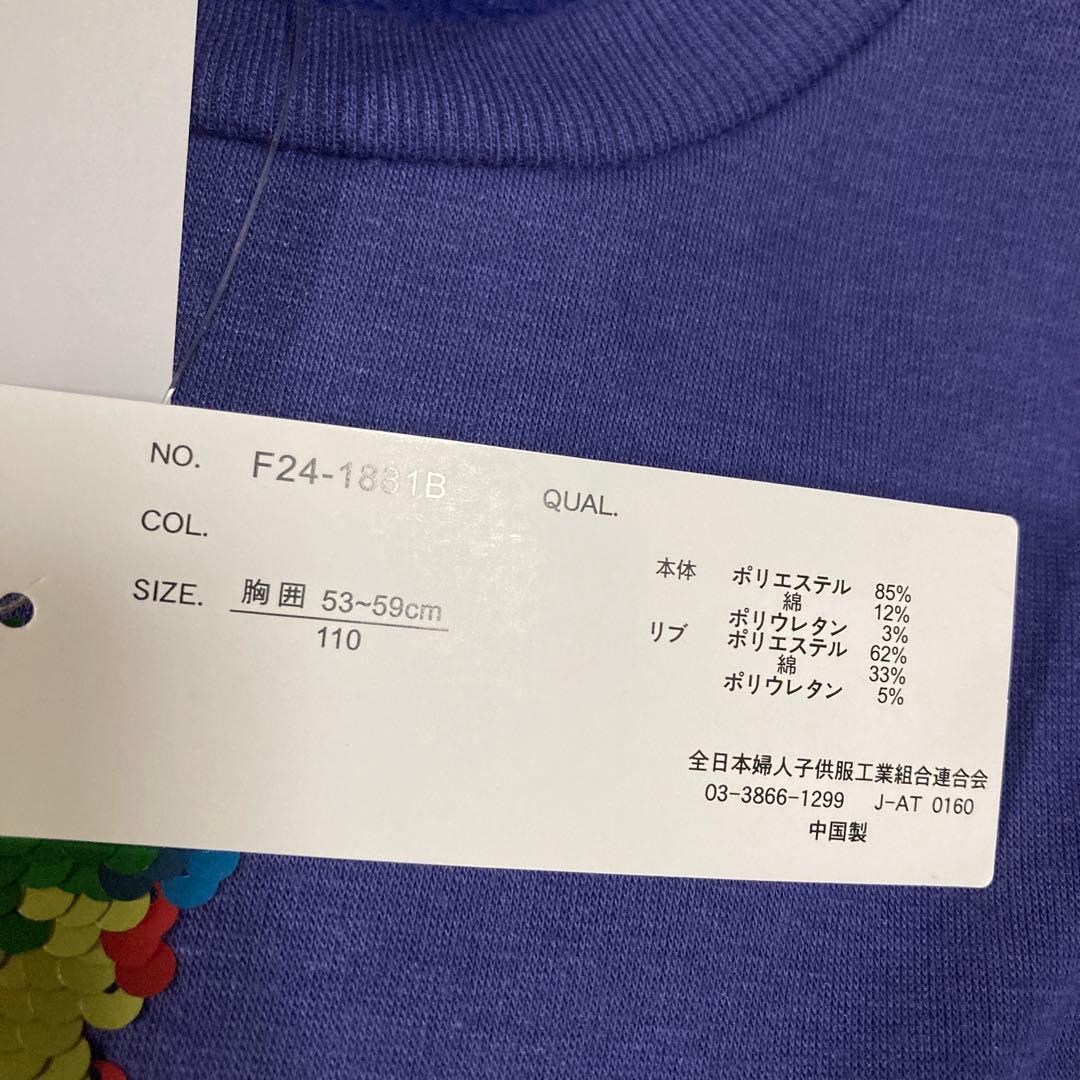 NO. F24-1881B
COL.
SIZE. 胸囲 53~59cm
110
QUAL.
本体 ポリエステル 85%
綿 12%
ポリウレタン 3%
リブ ポリエステル 62%
綿 33%
ポリウレタン 5%
全日本婦人子供服工業組合連合会
03-3866-1299 J-AT 0160
中国製